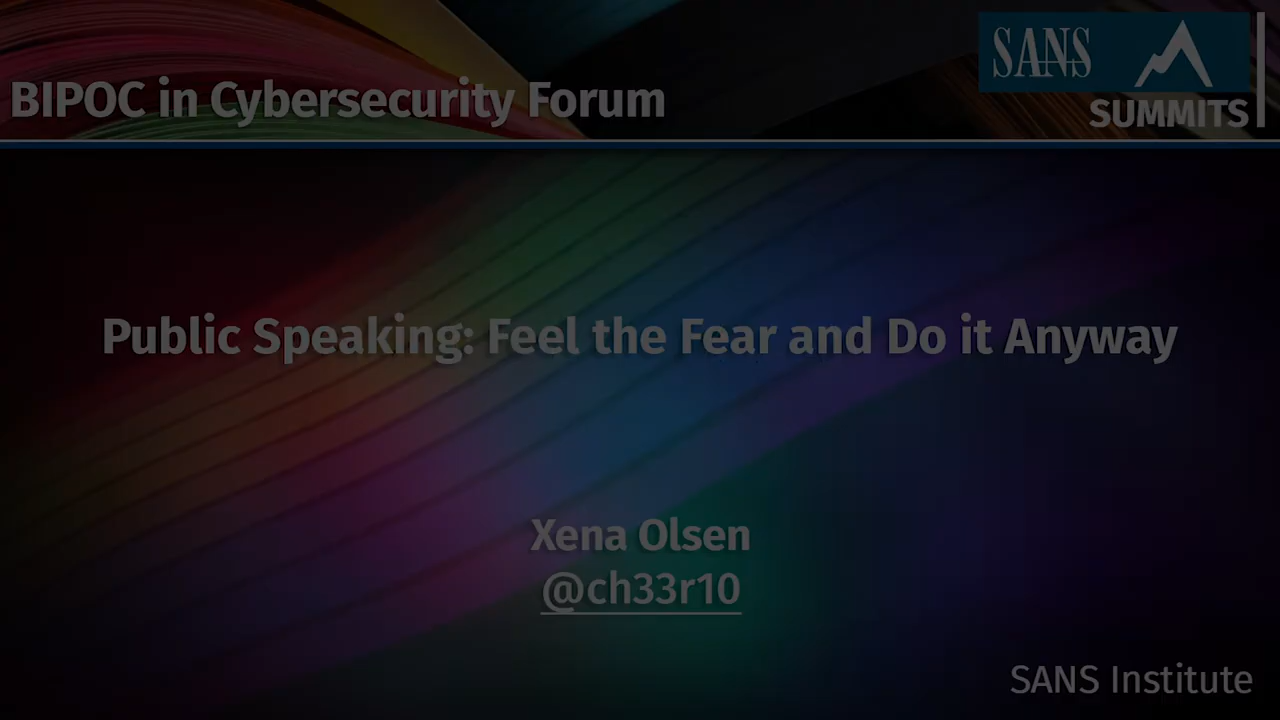 BIPOC in Cybersecurity Forum
SANS
SUMMITS
Public Speaking: Feel the Fear and Do it Anyway
Xena Olsen
@ch33r10
SANS Institute